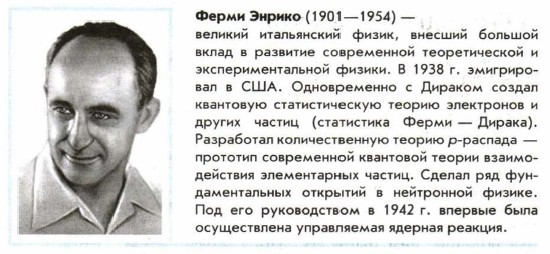 Ферми Энрико (1901—1954) —
великий итальянский физик, внесший большой
вклад в развитие современной теоретической и
экспериментальной физики. В 1938 г. эмигриро-
вал в США. Одновременно с Дираком создал
квантовую статистическую теорию электронов и
других частиц (статистика Ферми — Дирака).
Разработал количественную теорию р-распада —
прототип современной квантовой теории взаимо-
действия элементарных частиц. Сделал ряд фун-
даментальных открытий в нейтронной физике.
Под его руководством в 1942 г. впервые была
осуществлена управляемая ядерная реакция.